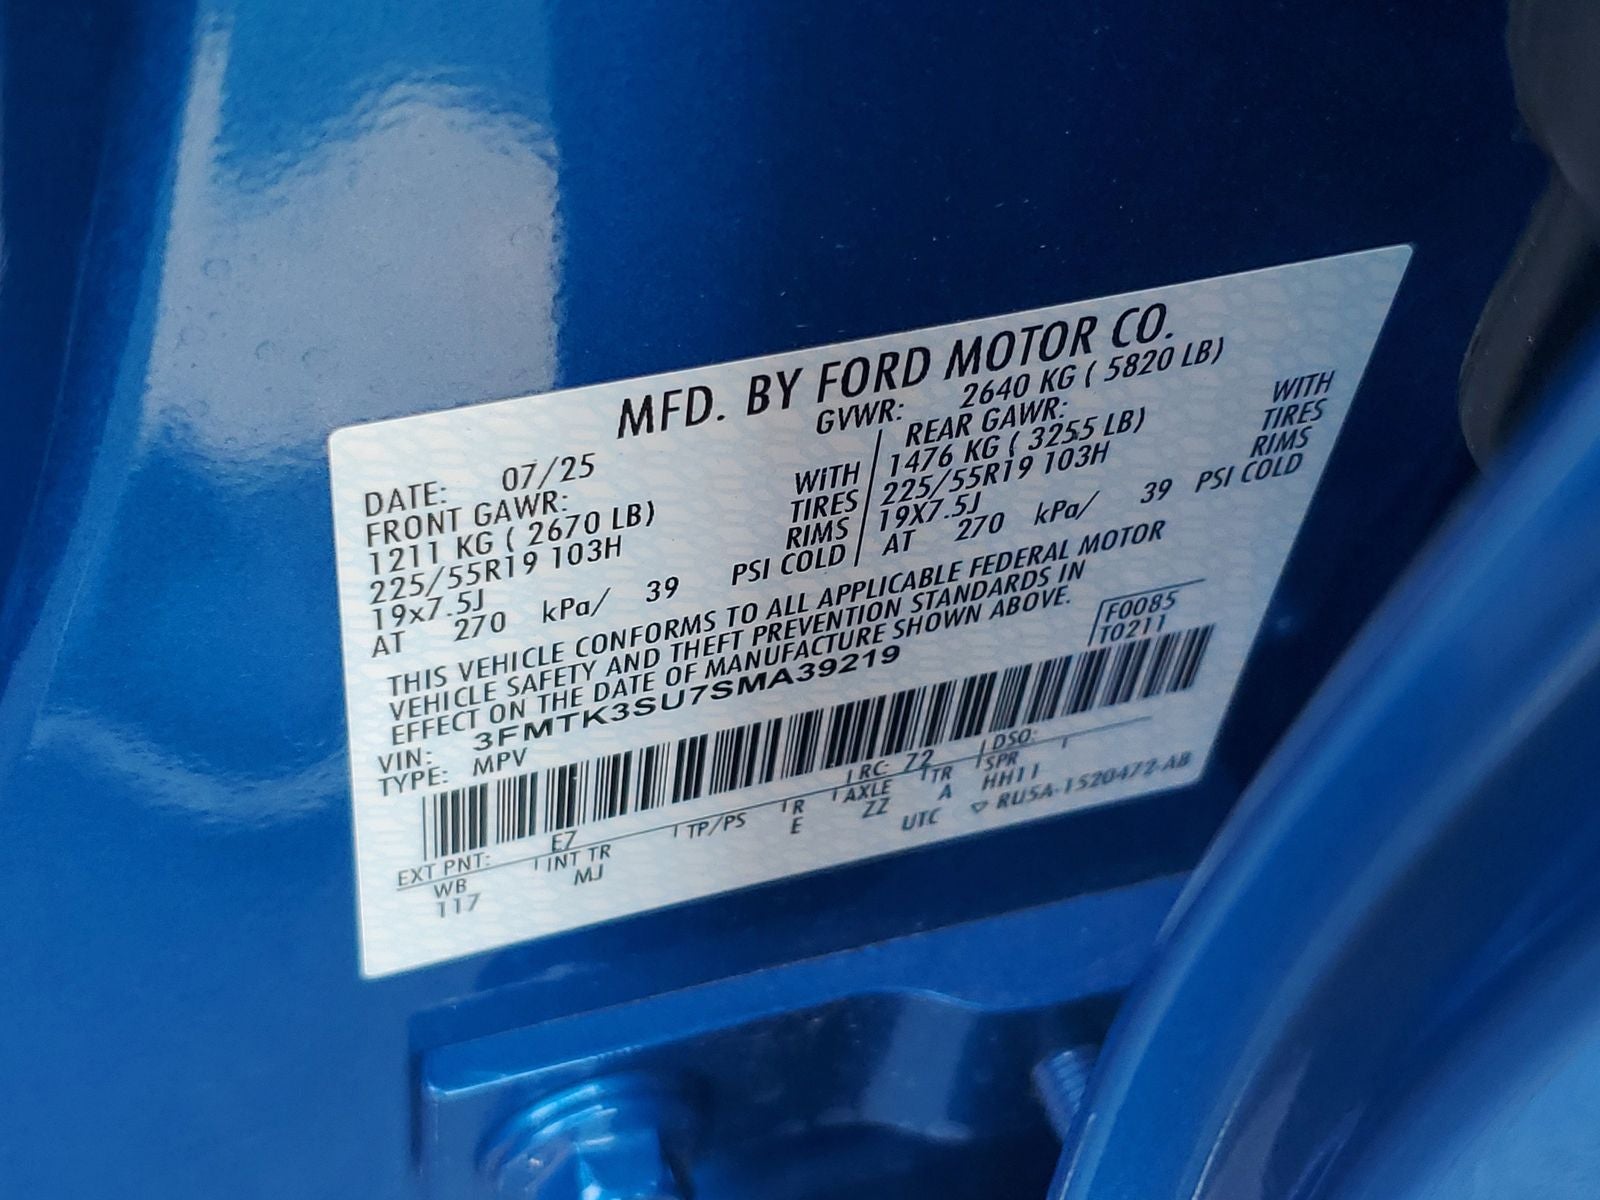 MFD. BY FORD MOTOR CO.
DATE: 07/25 GVWR: 2640 KG ( 5820 LB)
FRONT GAWR: REAR GAWR:
1211 KG ( 2670 LB) WITH 1476 KG ( 3255 LB) WITH
225/55R19 103H TIRES 225/55R19 103H TIRES
19x7.5J RIMS 19X7.5J RIMS
AT 270 kPa/ 39 PSI COLD AT 270 kPa/ 39 PSI COLD
THIS VEHICLE CONFORMS TO ALL APPLICABLE FEDERAL MOTOR
VEHICLE SAFETY AND THEFT PREVENTION STANDARDS IN
EFFECT ON THE DATE OF MANUFACTURE SHOWN ABOVE.
VIN: 3FMTK3SU7SMA39219 F0085
TYPE: MPV T0211
EXT PNT: E7 RC: 72 DSO:
WB INT TR TP/PS R AXLE TR SPR
117 MJ E ZZ A HH11
UTC RU5A-1520472-AB